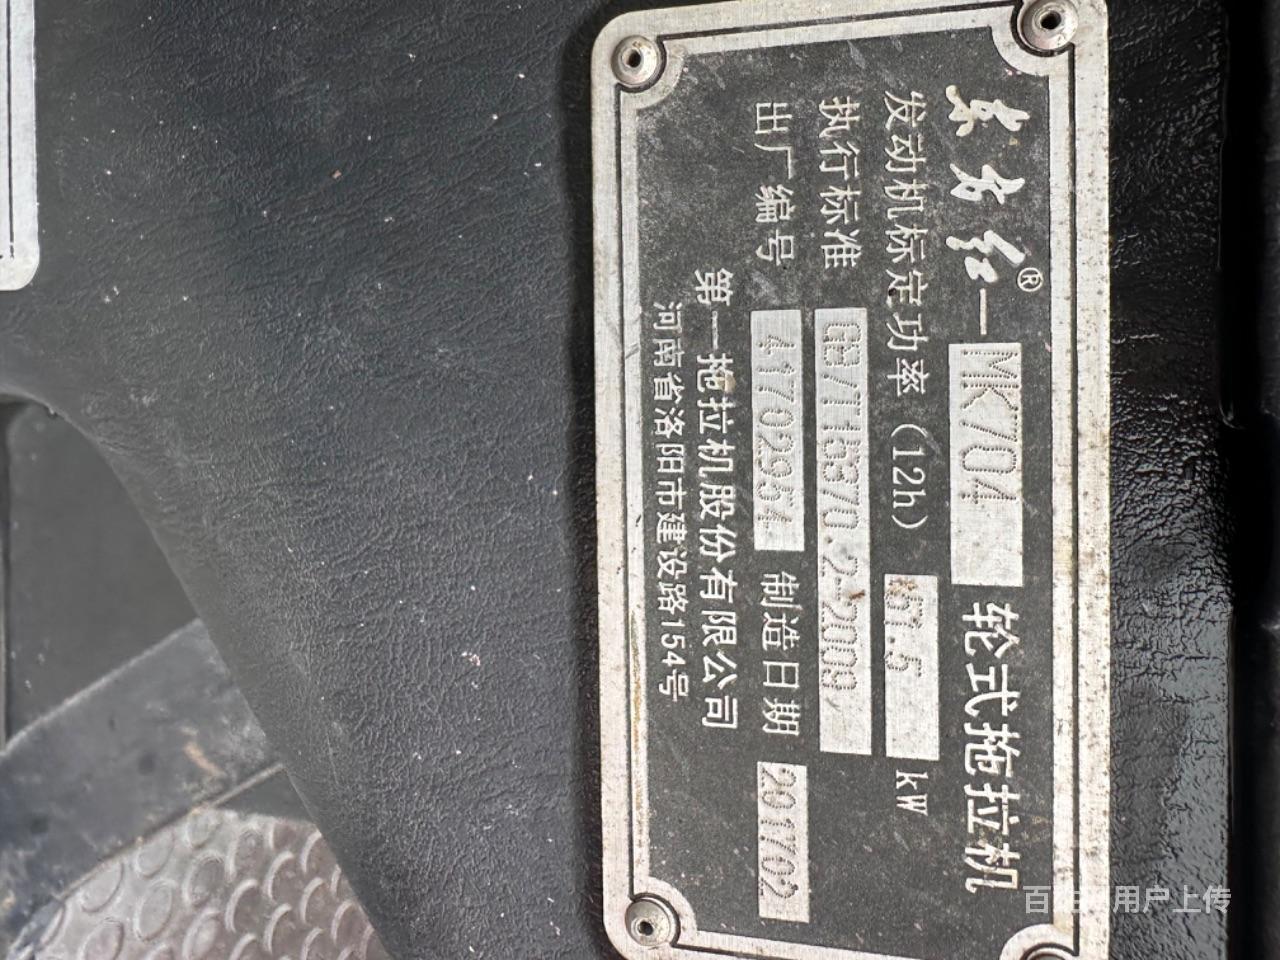 东方红®—MK704 轮式拖拉机
发动机标定功率(12h) 51.5 kW
执行标准 GB/T15370.2-2009
出厂编号 41702954 制造日期 201702
第一拖拉机股份有限公司
河南省洛阳市建设路154号
用户上传